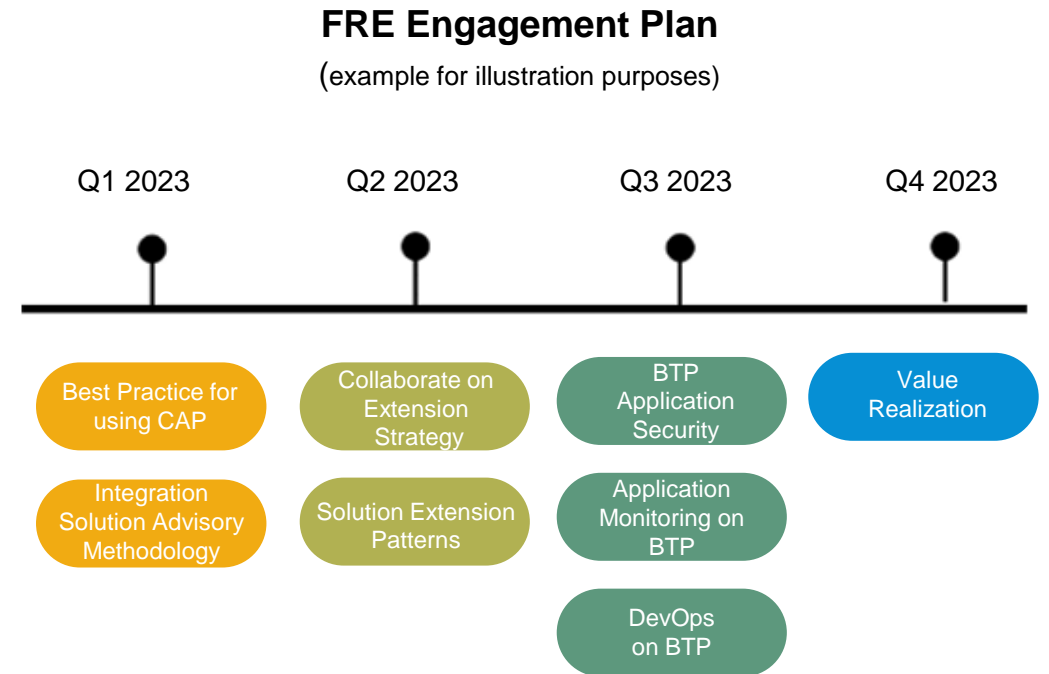 FRE Engagement Plan
(example for illustration purposes)
Q1 2023
Q2 2023
Q3 2023
Q4 2023
Best Practice for
using CAP
Integration
Solution Advisory
Methodology
Collaborate on
Extension
Strategy
Solution Extension
Patterns
BTP
Application
Security
Application
Monitoring on
BTP
DevOps
on BTP
Value
Realization